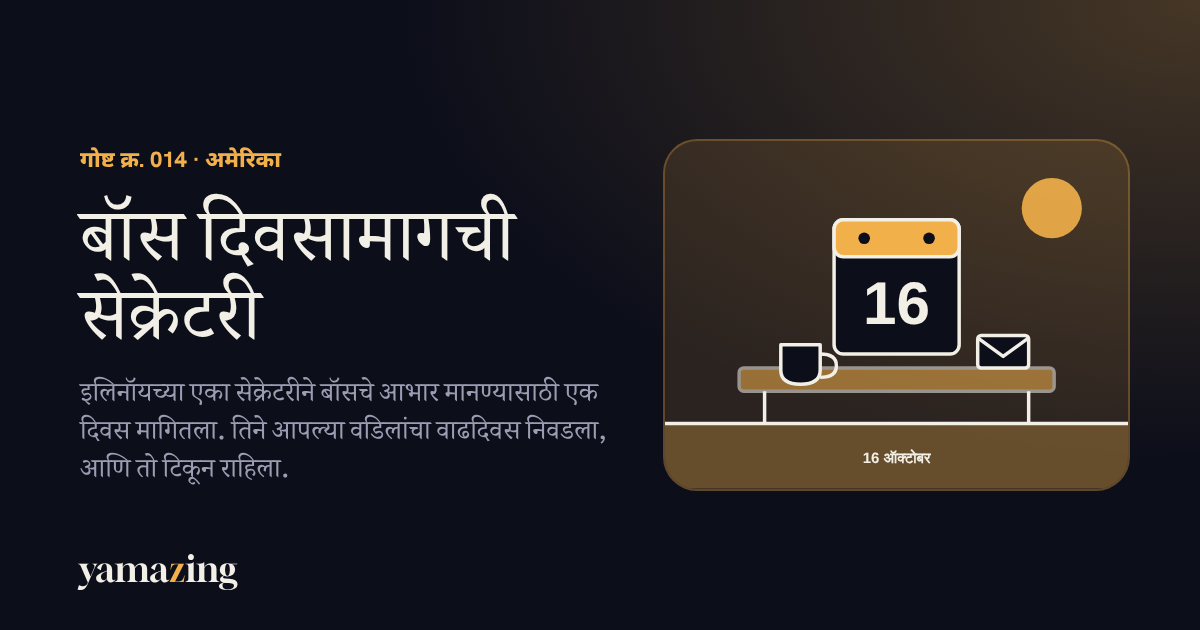 गोष्ट क्र. 014 · अमेरिका
बॉस दिवसामागची
सेक्रेटरी
इलिनॉयच्या एका सेक्रेटरीने बॉसचे आभार मानण्यासाठी एक
दिवस मागितला. तिने आपल्या वडिलांचा वाढदिवस निवडला,
आणि तो टिकून राहिला.
16
16 ऑक्टोबर
yamazing